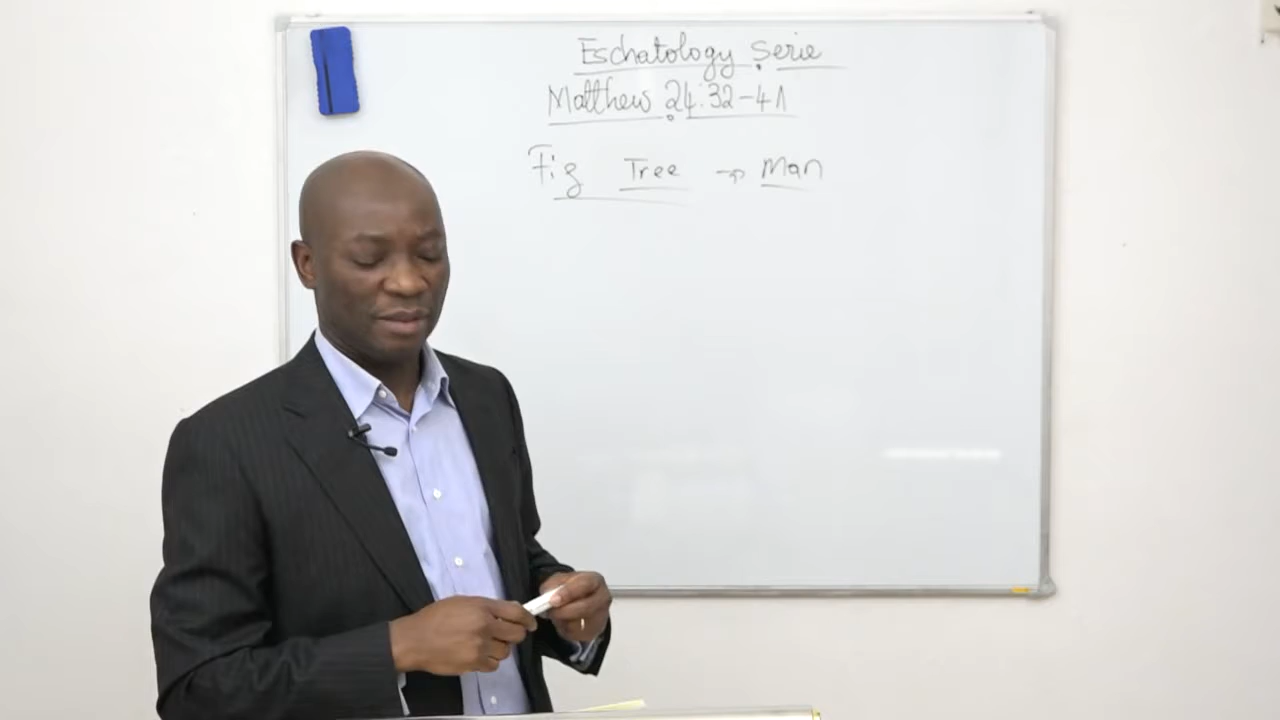 Eschatology Serie
Matthew 24:32-41
Fig Tree → Man